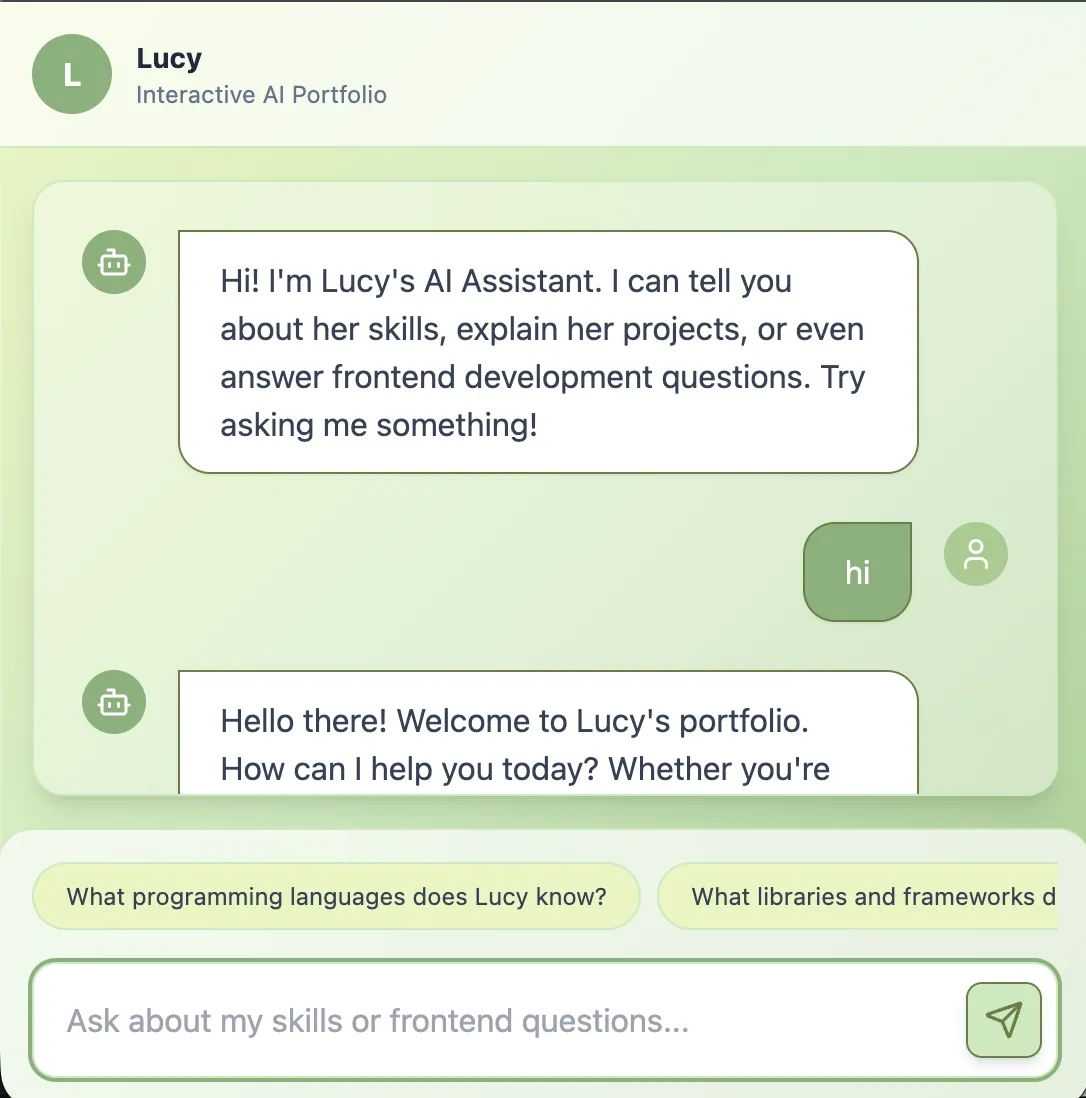 L
Lucy
Interactive AI Portfolio
Hi! I'm Lucy's AI Assistant. I can tell you
about her skills, explain her projects, or even
answer frontend development questions. Try
asking me something!
hi
Hello there! Welcome to Lucy's portfolio.
How can I help you today? Whether you're
What programming languages does Lucy know?
What libraries and frameworks d
Ask about my skills or frontend questions...